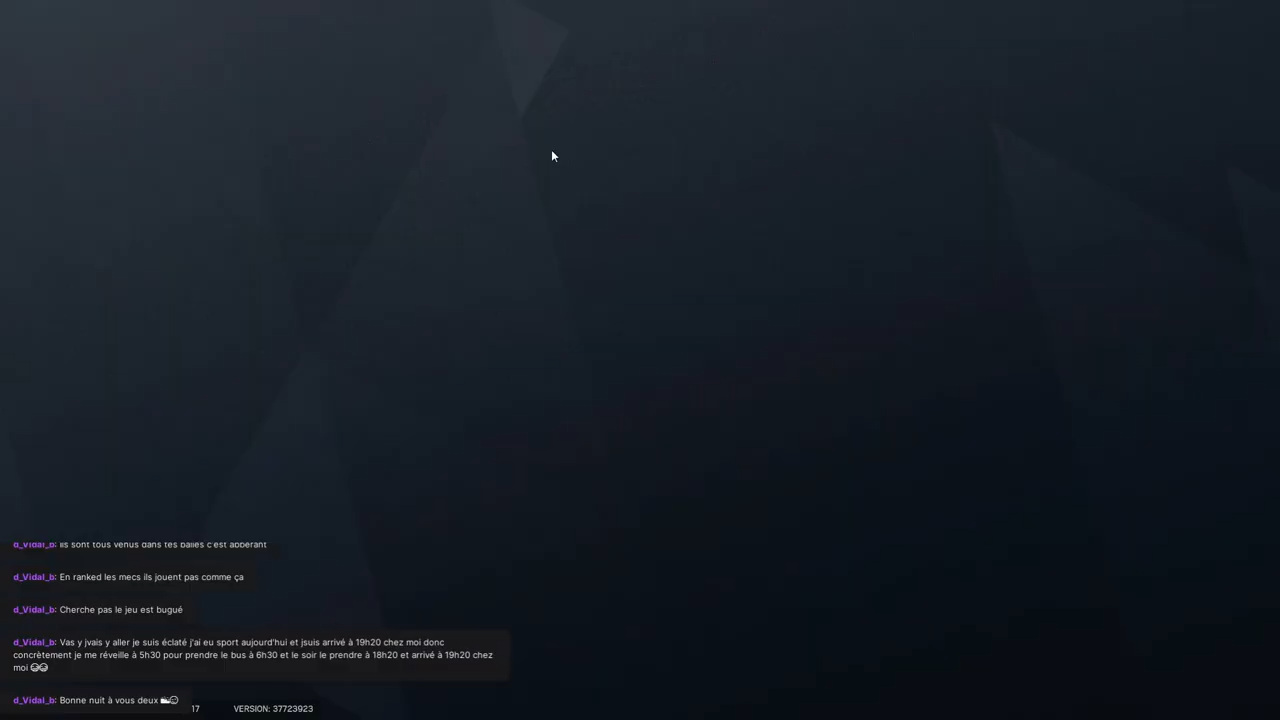 d_Vidal_b: Ils sont tous venus dans tes balles c'est abbérant
d_Vidal_b: En ranked les mecs ils jouent pas comme ça
d_Vidal_b: Cherche pas le jeu est bugué
d_Vidal_b: Vas y jvais y aller je suis éclaté j'ai eu sport aujourd'hui et jsuis arrivé à 19h20 chez moi donc
concrètement je me réveille à 5h30 pour prendre le bus à 6h30 et le soir le prendre à 18h20 et arrivé à 19h20 chez
moi
d_Vidal_b: Bonne nuit à vous deux
17 VERSION: 37723923